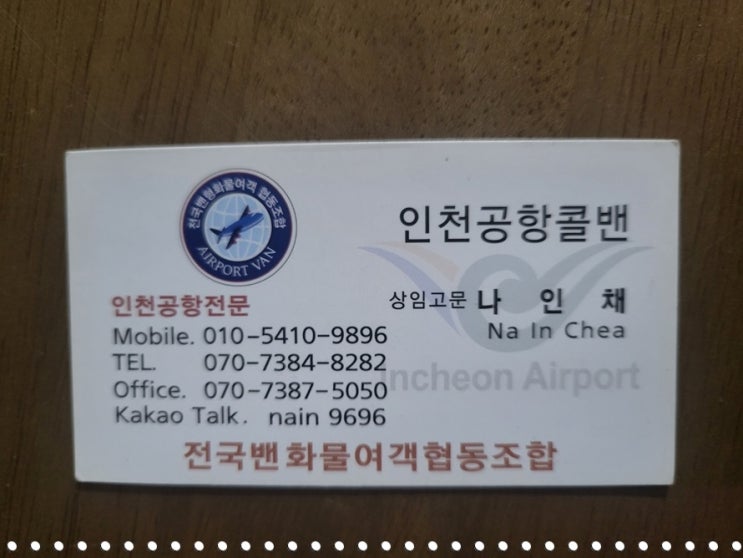 전국밴형화물여객 협동조합
AIRPORT VAN
인천공항콜밴
상임고문 나 인 채
Na In Chea
Incheon Airport
인천공항전문
Mobile. 010-5410-9896
TEL. 070-7384-8282
Office. 070-7387-5050
Kakao Talk. nain 9696
전국밴화물여객협동조합